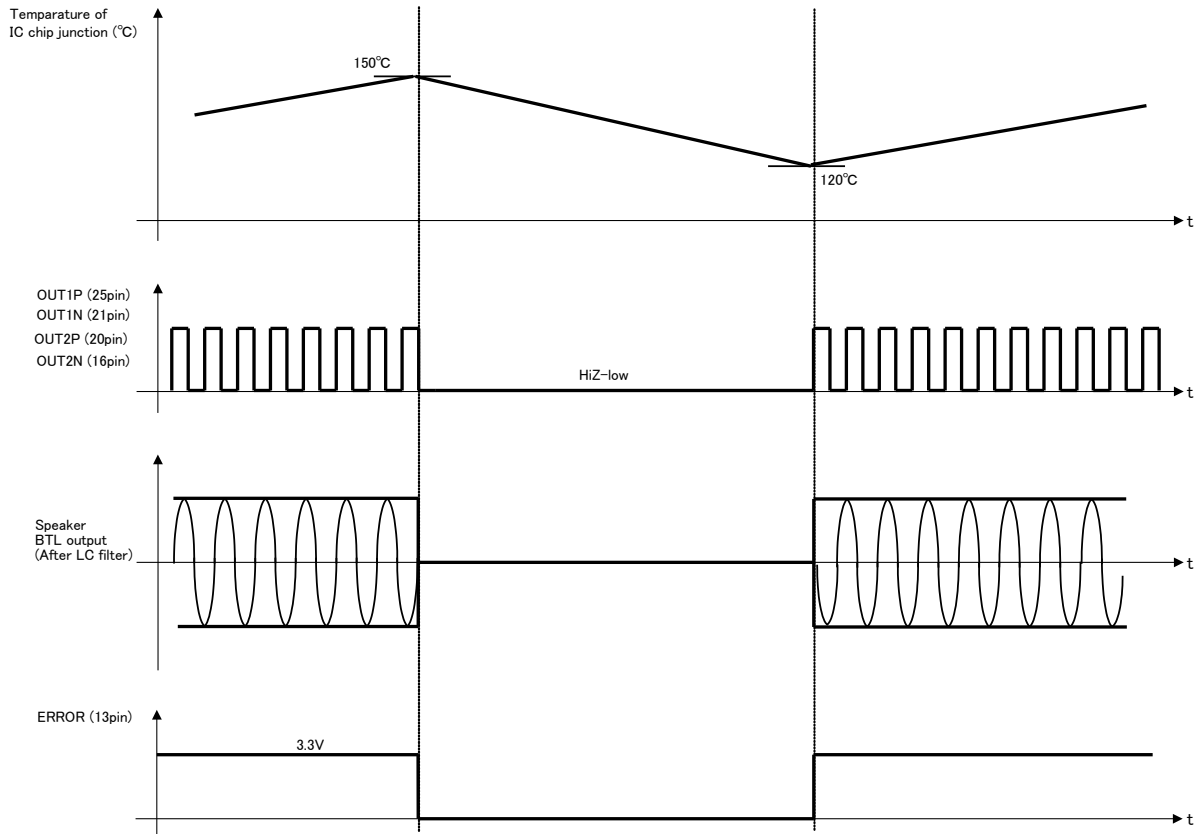 Temparature of
IC chip junction (℃)
150℃
120℃
t
OUT1P (25pin)
OUT1N (21pin)
OUT2P (20pin)
OUT2N (16pin)
HiZ-low
t
Speaker
BTL output
(After LC filter)
t
ERROR (13pin)
3.3V
t